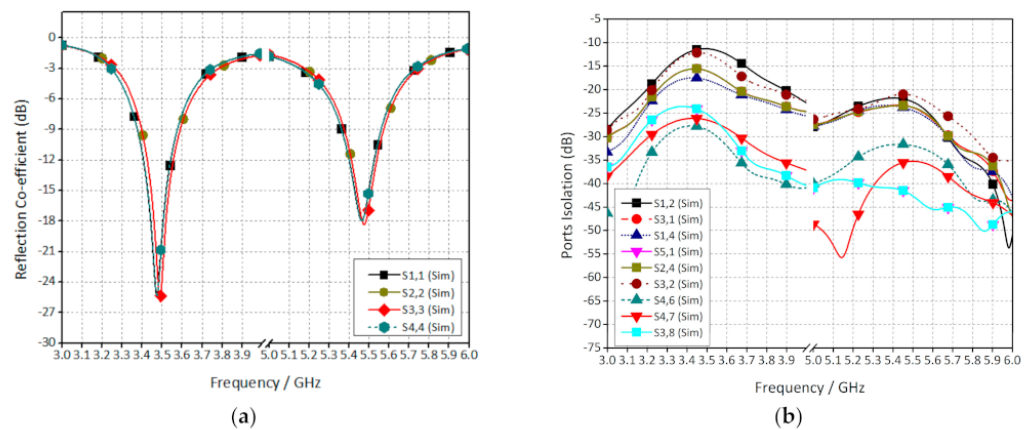 (a)
0
-3
-6
-9
-12
-15
-18
-21
-24
-27
-30
Reflection Co-efficient (dB)
S1,1 (Sim)
S2,2 (Sim)
S3,3 (Sim)
S4,4 (Sim)
3.0 3.1 3.2 3.3 3.4 3.5 3.6 3.7 3.8 3.9 5.0 5.1 5.2 5.3 5.4 5.5 5.6 5.7 5.8 5.9 6.0
Frequency / GHz
(a)
(b)
-5
-10
-15
-20
-25
-30
-35
-40
-45
-50
-55
-60
-65
-70
-75
Ports Isolation (dB)
S1,2 (Sim)
S3,1 (Sim)
S1,4 (Sim)
S5,1 (Sim)
S2,4 (Sim)
S3,2 (Sim)
S4,6 (Sim)
S4,7 (Sim)
S3,8 (Sim)
3.0 3.1 3.2 3.3 3.4 3.5 3.6 3.7 3.8 3.9 5.0 5.1 5.2 5.3 5.4 5.5 5.6 5.7 5.8 5.9 6.0
Frequency / GHz
(b)